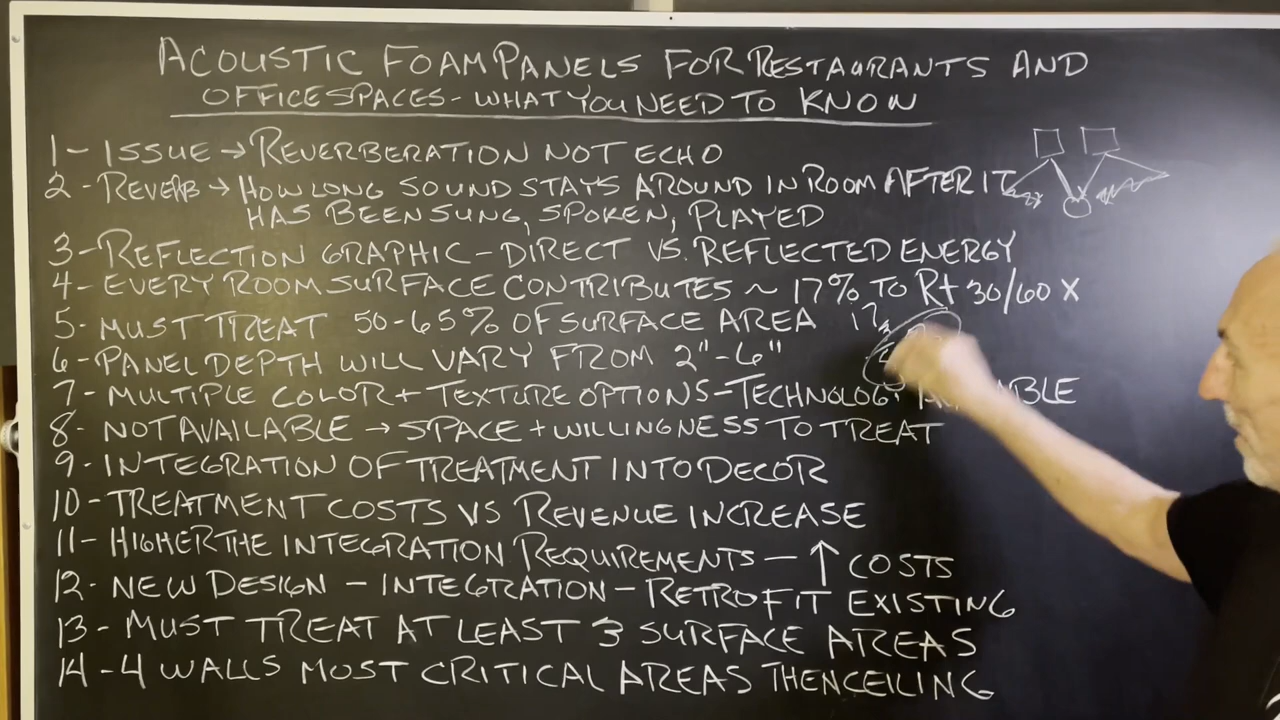 ACOUSTIC FOAM PANELS FOR RESTAURANTS AND
OFFICE SPACES - WHAT YOU NEED TO KNOW
1 - ISSUE → REVERBERATION NOT ECHO
2 - REVERB → HOW LONG SOUND STAYS AROUND IN ROOM AFTER IT
HAS BEEN SUNG, SPOKEN, PLAYED
3 - REFLECTION GRAPHIC - DIRECT VS. REFLECTED ENERGY
4 - EVERY ROOM SURFACE CONTRIBUTES ~ 17% TO Rt 30/60 X
5 - MUST TREAT 50-65% OF SURFACE AREA
6 - PANEL DEPTH WILL VARY FROM 2" - 6"
7 - MULTIPLE COLOR + TEXTURE OPTIONS - TECHNOLOGY
8 - NOT AVAILABLE → SPACE + WILLINGNESS TO TREAT
9 - INTEGRATION OF TREATMENT INTO DECOR
10 - TREATMENT COSTS VS REVENUE INCREASE
11 - HIGHER THE INTEGRATION REQUIREMENTS - ↑ COSTS
12 - NEW DESIGN - INTEGRATION - RETROFIT EXISTING
13 - MUST TREAT AT LEAST 3 SURFACE AREAS
14 - 4 WALLS MOST CRITICAL AREAS THEN CEILING